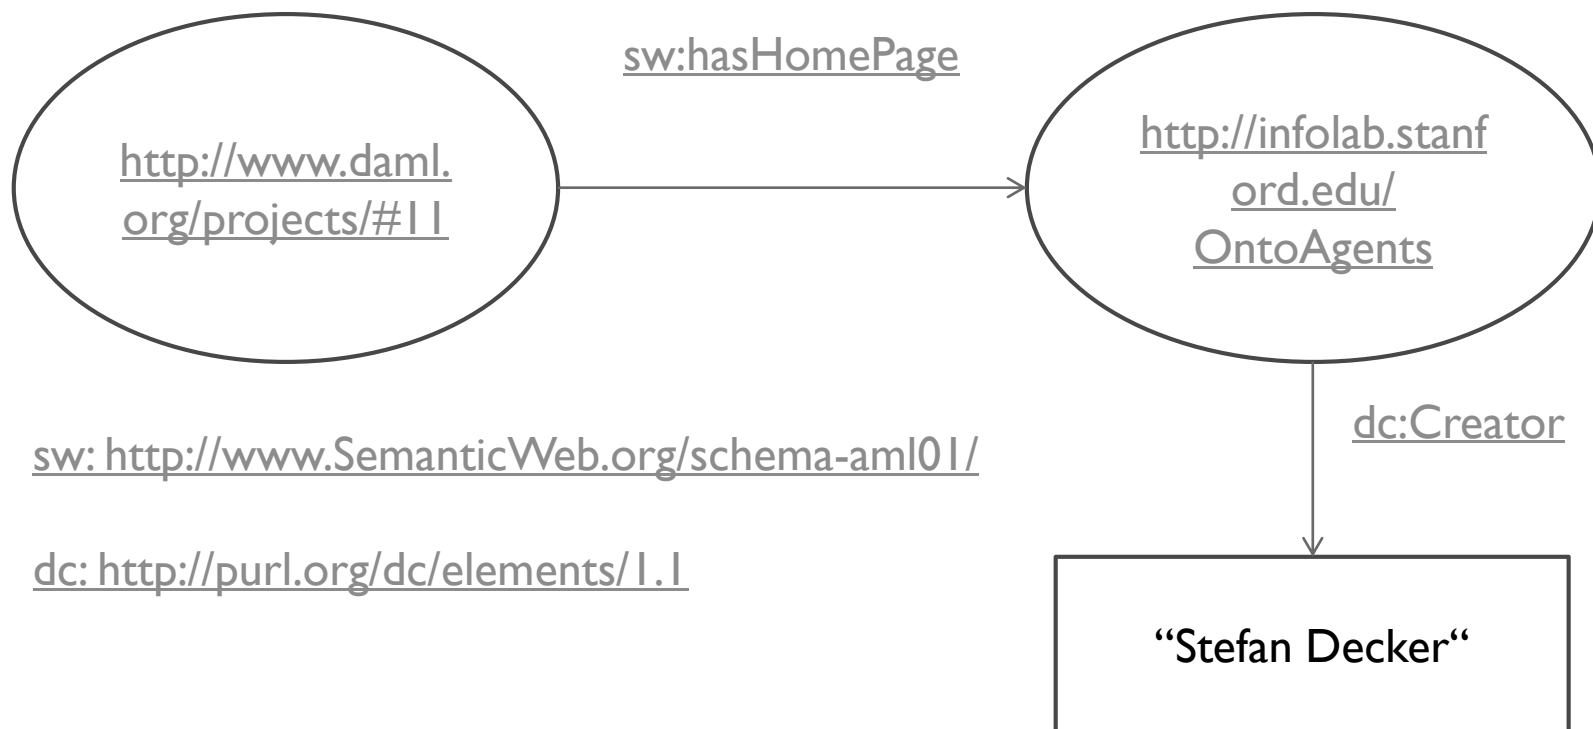 sw:hasHomePage
http://www.daml.
org/projects/#11
http://infolab.stanf
ord.edu/
OntoAgents
dc:Creator
sw: http://www.SemanticWeb.org/schema-aml01/
dc: http://purl.org/dc/elements/1.1
“Stefan Decker“